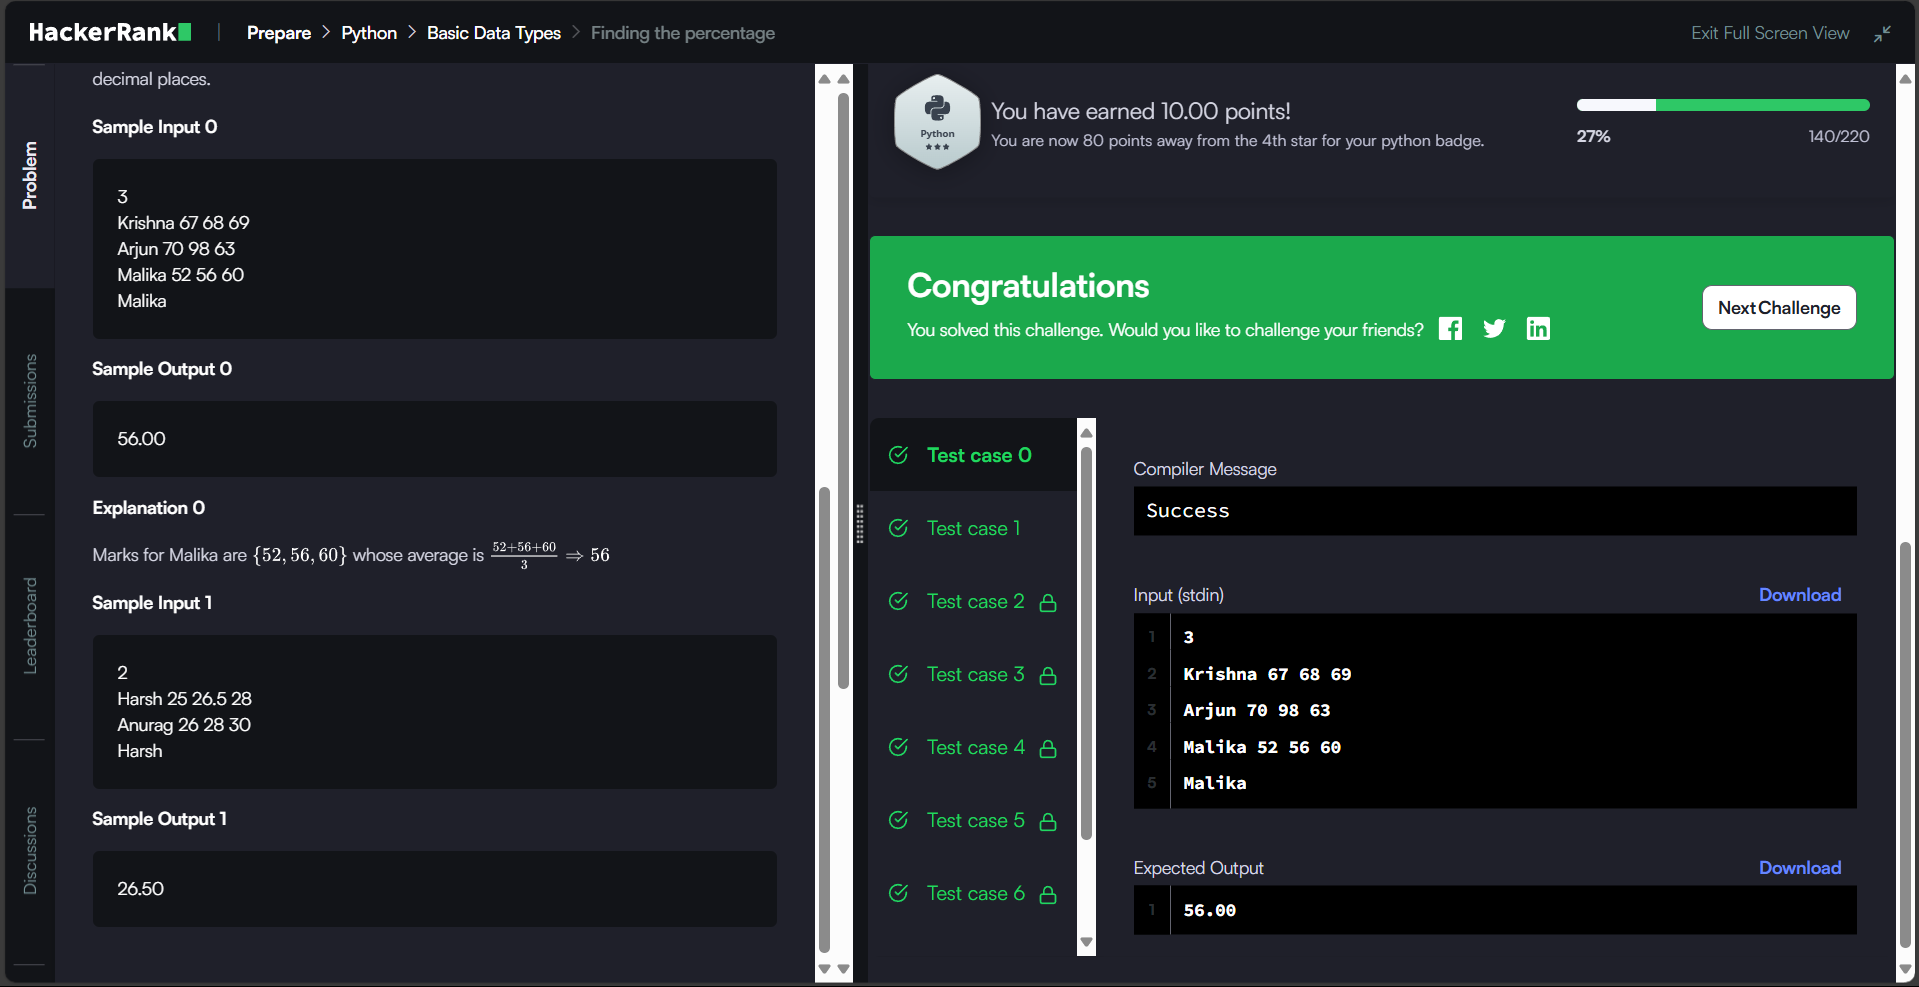 HackerRank
Prepare > Python > Basic Data Types > Finding the percentage
Exit Full Screen View
Problem
Submissions
Leaderboard
Discussions
decimal places.
Sample Input 0
3
Krishna 67 68 69
Arjun 70 98 63
Malika 52 56 60
Malika
Sample Output 0
56.00
Explanation 0
Marks for Malika are {52, 56, 60} whose average is (52+56+60)/3 ⇒ 56
Sample Input 1
2
Harsh 25 26.5 28
Anurag 26 28 30
Harsh
Sample Output 1
26.50
Python
★★★
You have earned 10.00 points!
You are now 80 points away from the 4th star for your python badge.
27%
140/220
Congratulations
You solved this challenge. Would you like to challenge your friends?
Next Challenge
Test case 0
Test case 1
Test case 2
Test case 3
Test case 4
Test case 5
Test case 6
Compiler Message
Success
Input (stdin)
Download
1 3
2 Krishna 67 68 69
3 Arjun 70 98 63
4 Malika 52 56 60
5 Malika
Expected Output
Download
1 56.00